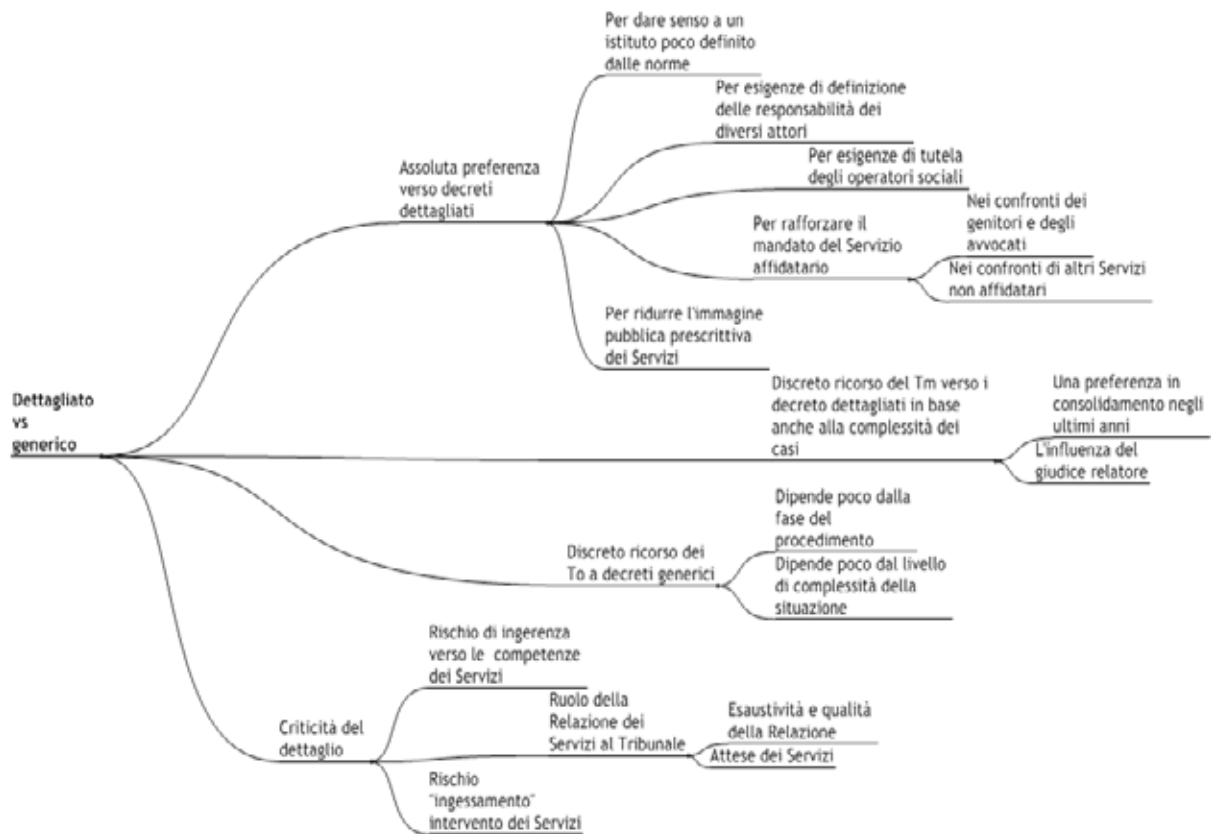 Dettagliato
vs
generico
Assoluta preferenza
verso decreti
dettagliati
Per dare senso a un
istituto poco definito
dalle norme
Per esigenze di definizione
delle responsabilità dei
diversi attori
Per esigenze di tutela
degli operatori sociali
Per rafforzare il
mandato del Servizio
affidatario
Nei confronti dei
genitori e degli
avvocati
Nei confronti di altri Servizi
non affidatari
Per ridurre l'immagine
pubblica prescrittiva
dei Servizi
Discreto ricorso del Tm verso i
decreto dettagliati in base
anche alla complessità dei
casi
Una preferenza in
consolidamento negli
ultimi anni
L'influenza del
giudice relatore
Discreto ricorso dei
To a decreti generici
Dipende poco dalla
fase del
procedimento
Dipende poco dal livello
di complessità della
situazione
Criticità del
dettaglio
Rischio di ingerenza
verso le competenze
dei Servizi
Ruolo della
Relazione dei
Servizi al Tribunale
Esaustività e qualità
della Relazione
Attese dei Servizi
Rischio
"ingessamento"
intervento dei Servizi